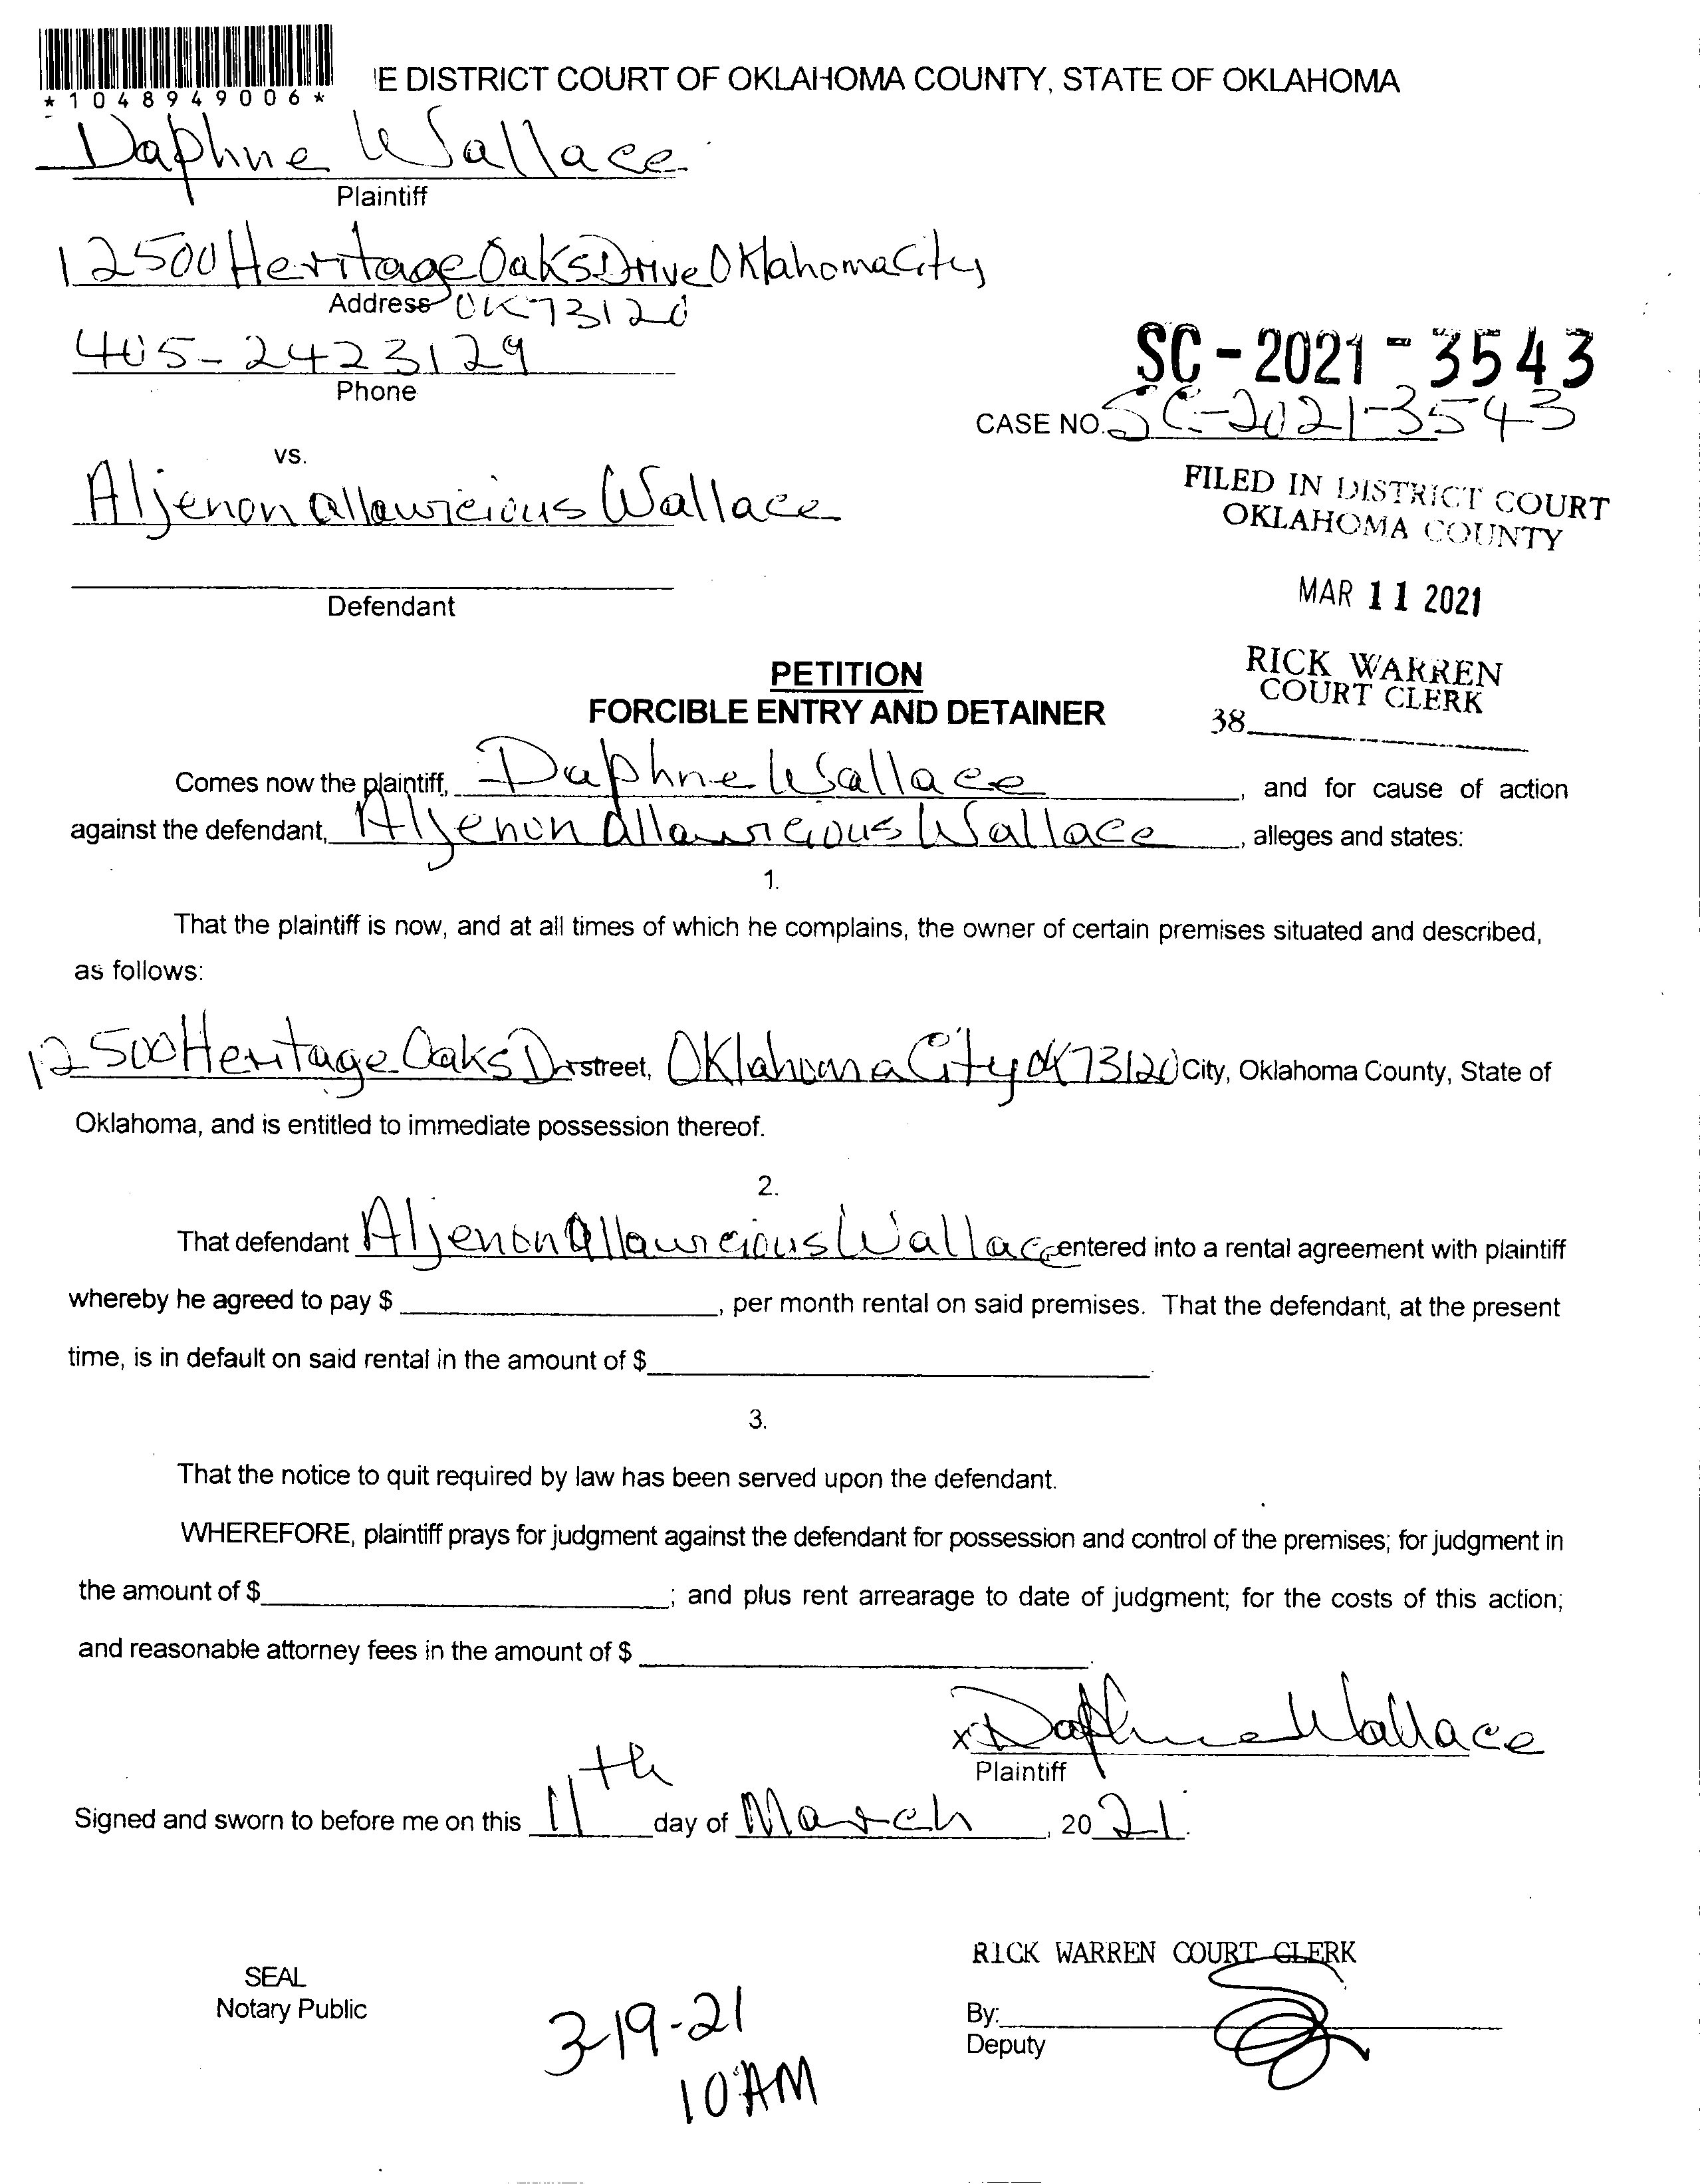 *1048949006*
E DISTRICT COURT OF OKLAHOMA COUNTY, STATE OF OKLAHOMA
Daphne Wallace
Plaintiff
12500 Heritage Oaks Drive Oklahoma City
Address OK 73120
405-2423129
Phone
SC-2021-3543
CASE NO. SC-2021-3543
vs.
Aljenon allawicious Wallace
Defendant
FILED IN DISTRICT COURT
OKLAHOMA COUNTY
MAR 11 2021
RICK WARREN
COURT CLERK
38
PETITION
FORCIBLE ENTRY AND DETAINER
Comes now the plaintiff, Daphne Wallace, and for cause of action
against the defendant, Aljenon allawicious Wallace, alleges and states:
1.
That the plaintiff is now, and at all times of which he complains, the owner of certain premises situated and described,
as follows:
12500 Heritage Oaks Dr street, Oklahoma City OK 73120 City, Oklahoma County, State of
Oklahoma, and is entitled to immediate possession thereof.
2.
That defendant Aljenon Allawicious Wallace entered into a rental agreement with plaintiff
whereby he agreed to pay $ ____, per month rental on said premises. That the defendant, at the present
time, is in default on said rental in the amount of $____.
3.
That the notice to quit required by law has been served upon the defendant.
WHEREFORE, plaintiff prays for judgment against the defendant for possession and control of the premises; for judgment in
the amount of $____; and plus rent arrearage to date of judgment; for the costs of this action;
and reasonable attorney fees in the amount of $ ____.
x Daphne Wallace
Plaintiff
Signed and sworn to before me on this 11th day of March, 2021.
RICK WARREN COURT CLERK
SEAL
Notary Public
By:
Deputy
3-19-21
10 AM